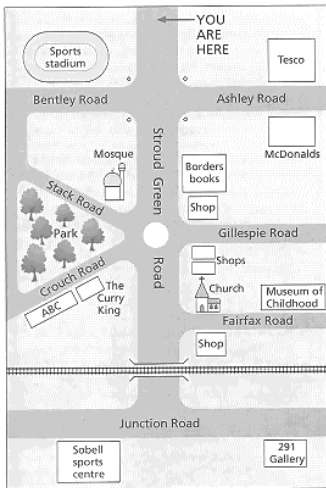 YOU
ARE
HERE
Sports
stadium
Tesco
Bentley Road
Ashley Road
Mosque
Stroud Green Road
McDonalds
Borders
books
Stack Road
Shop
Park
Gillespie Road
Crouch Road
Shops
The
Curry
King
ABC
Church
Museum of
Childhood
Fairfax Road
Shop
Junction Road
Sobell
sports
centre
291
Gallery